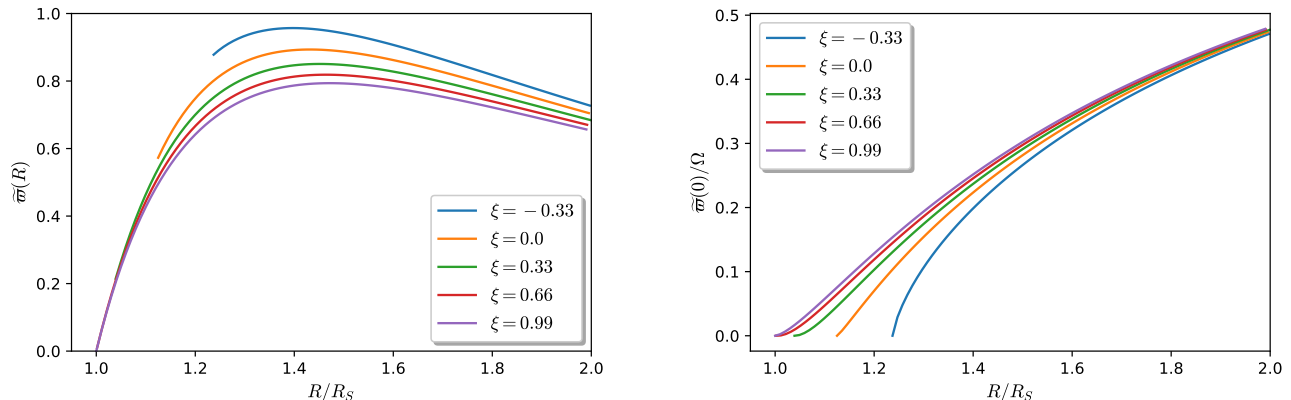 1.0
0.8
0.6
0.4
0.2
0.0
ϖ̃(R)
ξ = −0.33
ξ = 0.0
ξ = 0.33
ξ = 0.66
ξ = 0.99
1.0 1.2 1.4 1.6 1.8 2.0
R/R_S
0.5
0.4
0.3
0.2
0.1
0.0
ϖ̃(0)/Ω
ξ = −0.33
ξ = 0.0
ξ = 0.33
ξ = 0.66
ξ = 0.99
1.0 1.2 1.4 1.6 1.8 2.0
R/R_S